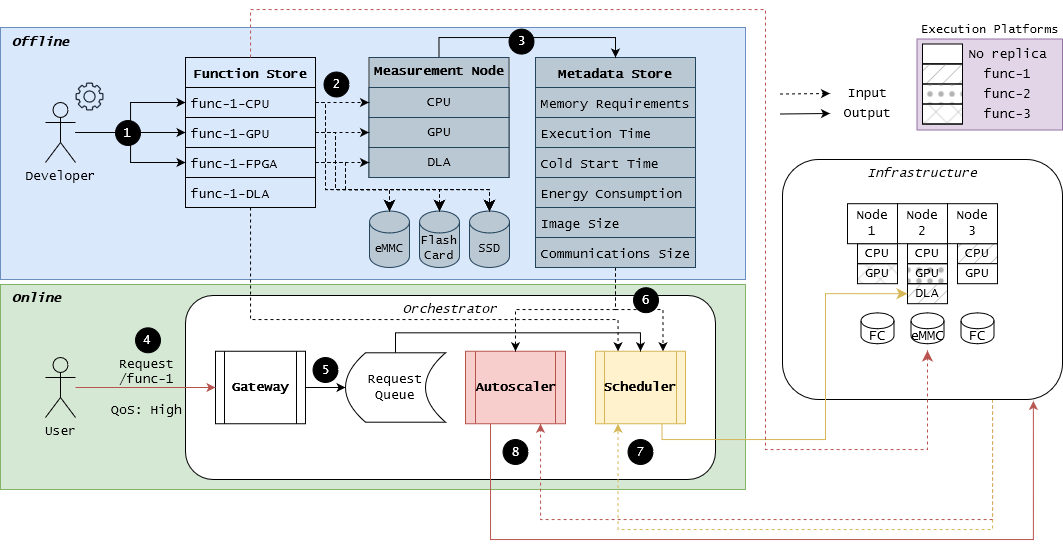 Offline
1
Developer
Function Store
func-1-CPU
func-1-GPU
func-1-FPGA
func-1-DLA
2
Measurement Node
CPU
GPU
DLA
eMMC
Flash
Card
SSD
3
Metadata Store
Memory Requirements
Execution Time
Cold Start Time
Energy Consumption
Image Size
Communications Size
Input
Output
Execution Platforms
No replica
func-1
func-2
func-3
Online
User
4
Request
/func-1
QoS: High
Orchestrator
Gateway
5
Request
Queue
6
Autoscaler
Scheduler
8
7
Infrastructure
Node
1
Node
2
Node
3
CPU
CPU
CPU
GPU
GPU
GPU
DLA
FC
eMMC
FC